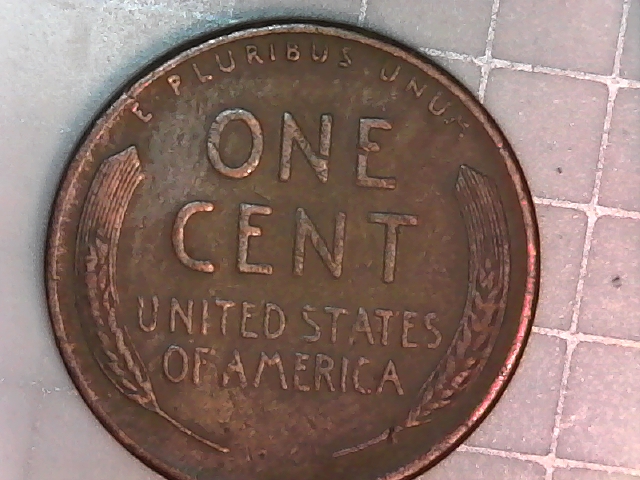 E PLURIBUS UNUM
ONE
CENT
UNITED STATES
OF AMERICA